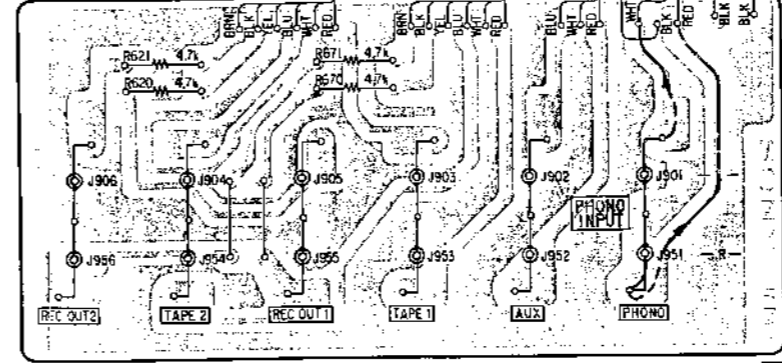 BRN BLK YEL BLU WHT RED
BRN BLK YEL BLU WHT RED
BLU WHT RED
WHT BLK RED
BLK BLK
R621 4.7k
R671 4.7k
R620 4.7k
R670 4.7k
J906 J904 J905 J903 J902 J901
PHONO
INPUT
J956 J954 J955 J953 J952 J951
R
REC OUT2 TAPE 2 REC OUT1 TAPE 1 AUX PHONO